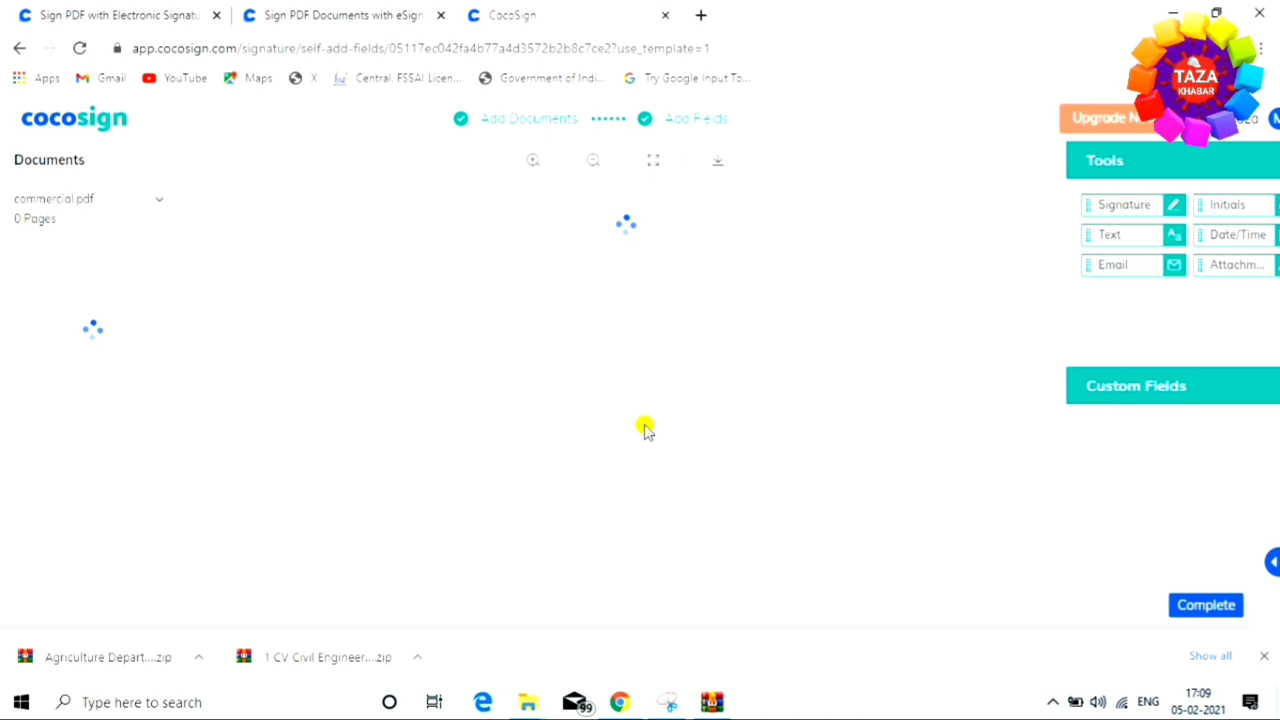 Sign PDF with Electronic Signatu
Sign PDF Documents with eSign
CocoSign
app.cocosign.com/signature/self-add-fields/05117ec042fa4b77a4d3572b2b8c7ce2?use_template=1
Apps
Gmail
YouTube
Maps
X
Central. FSSAI Licen...
Government of Indi...
Try Google Input To...
TAZA
KHABAR
cocosign
Add Documents
Add Fields
Upgrade N
Documents
Tools
commercial.pdf
0 Pages
Signature
Initials
Text
Aa
Date/Time
Email
Attachm...
Custom Fields
Complete
Agriculture Depart....zip
1 CV Civil Engineer....zip
Show all
Type here to search
99
ENG
17:09
05-02-2021